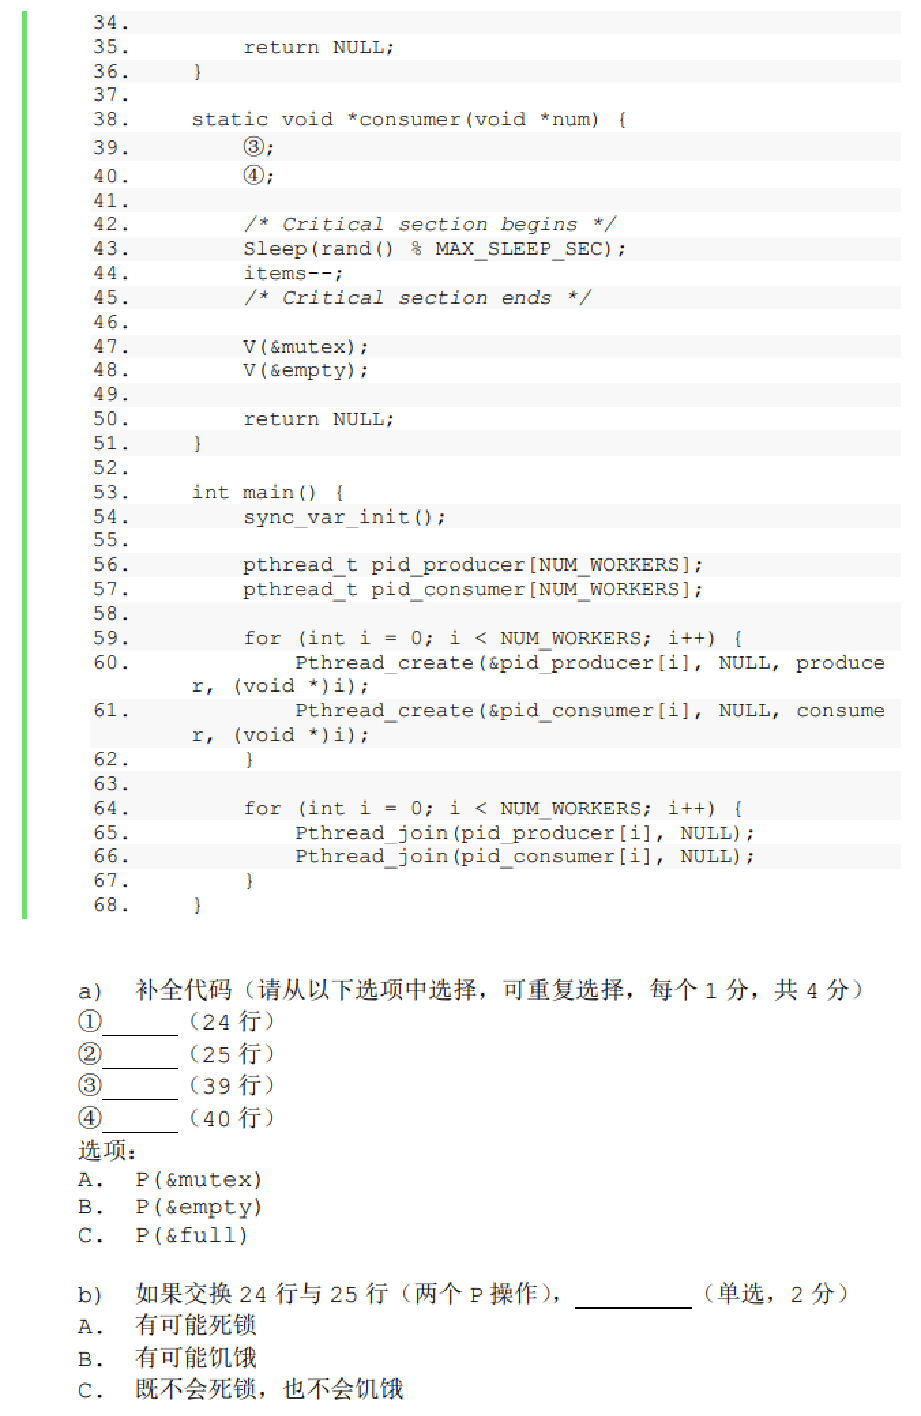 34.
35. return NULL;
36. }
37.
38. static void *consumer(void *num) {
39. ③;
40. ④;
41.
42. /* Critical section begins */
43. Sleep(rand() % MAX_SLEEP_SEC);
44. items--;
45. /* Critical section ends */
46.
47. V(&mutex);
48. V(&empty);
49.
50. return NULL;
51. }
52.
53. int main() {
54. sync_var_init();
55.
56. pthread_t pid_producer[NUM_WORKERS];
57. pthread_t pid_consumer[NUM_WORKERS];
58.
59. for (int i = 0; i < NUM_WORKERS; i++) {
60. Pthread_create(&pid_producer[i], NULL, produce
r, (void *)i);
61. Pthread_create(&pid_consumer[i], NULL, consume
r, (void *)i);
62. }
63.
64. for (int i = 0; i < NUM_WORKERS; i++) {
65. Pthread_join(pid_producer[i], NULL);
66. Pthread_join(pid_consumer[i], NULL);
67. }
68. }
a) 补全代码（请从以下选项中选择，可重复选择，每个 1 分，共 4 分）
①______（24 行）
②______（25 行）
③______（39 行）
④______（40 行）
选项：
A. P(&mutex)
B. P(&empty)
C. P(&full)
b) 如果交换 24 行与 25 行（两个 P 操作），_________（单选，2 分）
A. 有可能死锁
B. 有可能饥饿
C. 既不会死锁，也不会饥饿